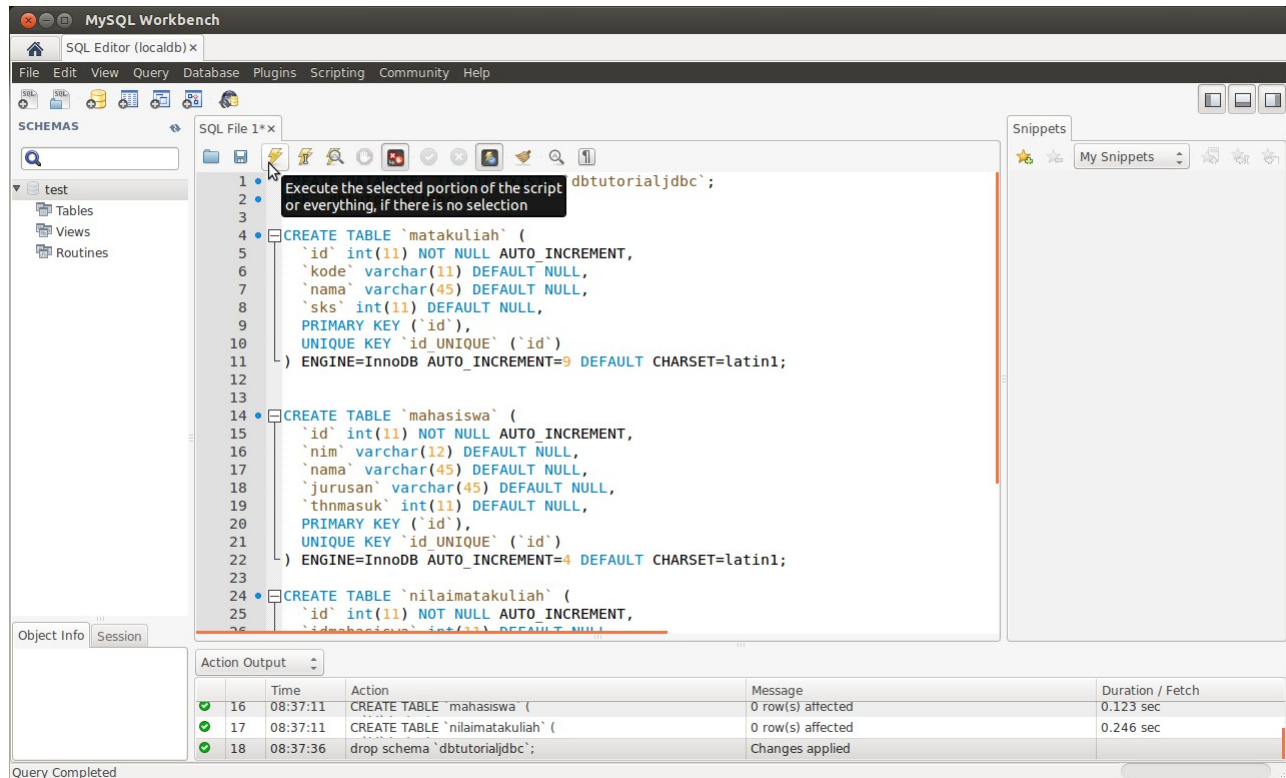 MySQL Workbench
SQL Editor (localdb) ×
File Edit View Query Database Plugins Scripting Community Help
SCHEMAS
SQL File 1*×
Snippets
My Snippets
test
Tables
Views
Routines
Execute the selected portion of the script
or everything, if there is no selection
1 `dbtutorialjdbc`;
2
3
4 CREATE TABLE `matakuliah` (
5 `id` int(11) NOT NULL AUTO_INCREMENT,
6 `kode` varchar(11) DEFAULT NULL,
7 `nama` varchar(45) DEFAULT NULL,
8 `sks` int(11) DEFAULT NULL,
9 PRIMARY KEY (`id`),
10 UNIQUE KEY `id_UNIQUE` (`id`)
11 ) ENGINE=InnoDB AUTO_INCREMENT=9 DEFAULT CHARSET=latin1;
12
13
14 CREATE TABLE `mahasiswa` (
15 `id` int(11) NOT NULL AUTO_INCREMENT,
16 `nim` varchar(12) DEFAULT NULL,
17 `nama` varchar(45) DEFAULT NULL,
18 `jurusan` varchar(45) DEFAULT NULL,
19 `thnmasuk` int(11) DEFAULT NULL,
20 PRIMARY KEY (`id`),
21 UNIQUE KEY `id_UNIQUE` (`id`)
22 ) ENGINE=InnoDB AUTO_INCREMENT=4 DEFAULT CHARSET=latin1;
23
24 CREATE TABLE `nilaimatakuliah` (
25 `id` int(11) NOT NULL AUTO_INCREMENT,
26 `idmahasiswa` int(11) DEFAULT NULL
Object Info Session
Action Output
Time Action Message Duration / Fetch
16 08:37:11 CREATE TABLE `mahasiswa` ( 0 row(s) affected 0.123 sec
17 08:37:11 CREATE TABLE `nilaimatakuliah` ( 0 row(s) affected 0.246 sec
18 08:37:36 drop schema `dbtutorialjdbc`; Changes applied
Query Completed